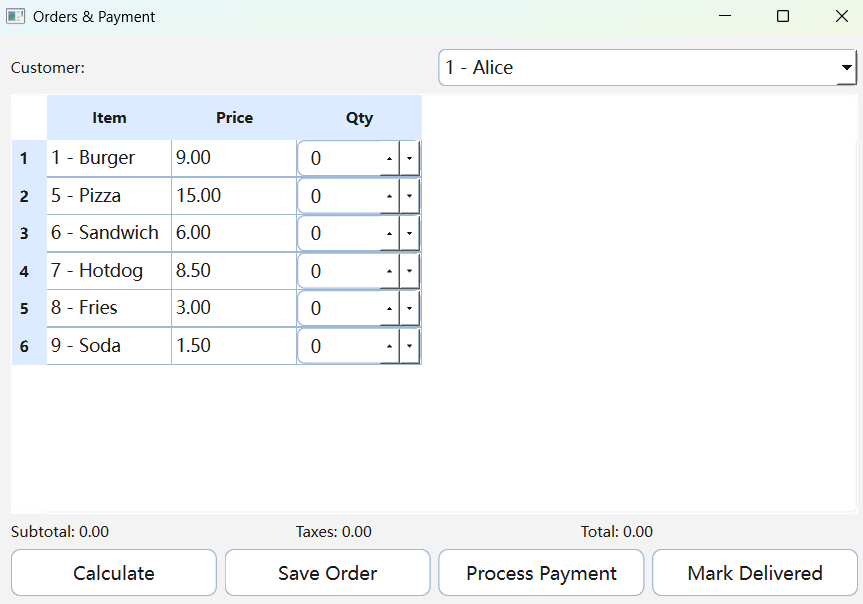 Orders & Payment
Customer: 1 - Alice
Item Price Qty
1 1 - Burger 9.00 0
2 5 - Pizza 15.00 0
3 6 - Sandwich 6.00 0
4 7 - Hotdog 8.50 0
5 8 - Fries 3.00 0
6 9 - Soda 1.50 0
Subtotal: 0.00 Taxes: 0.00 Total: 0.00
Calculate Save Order Process Payment Mark Delivered